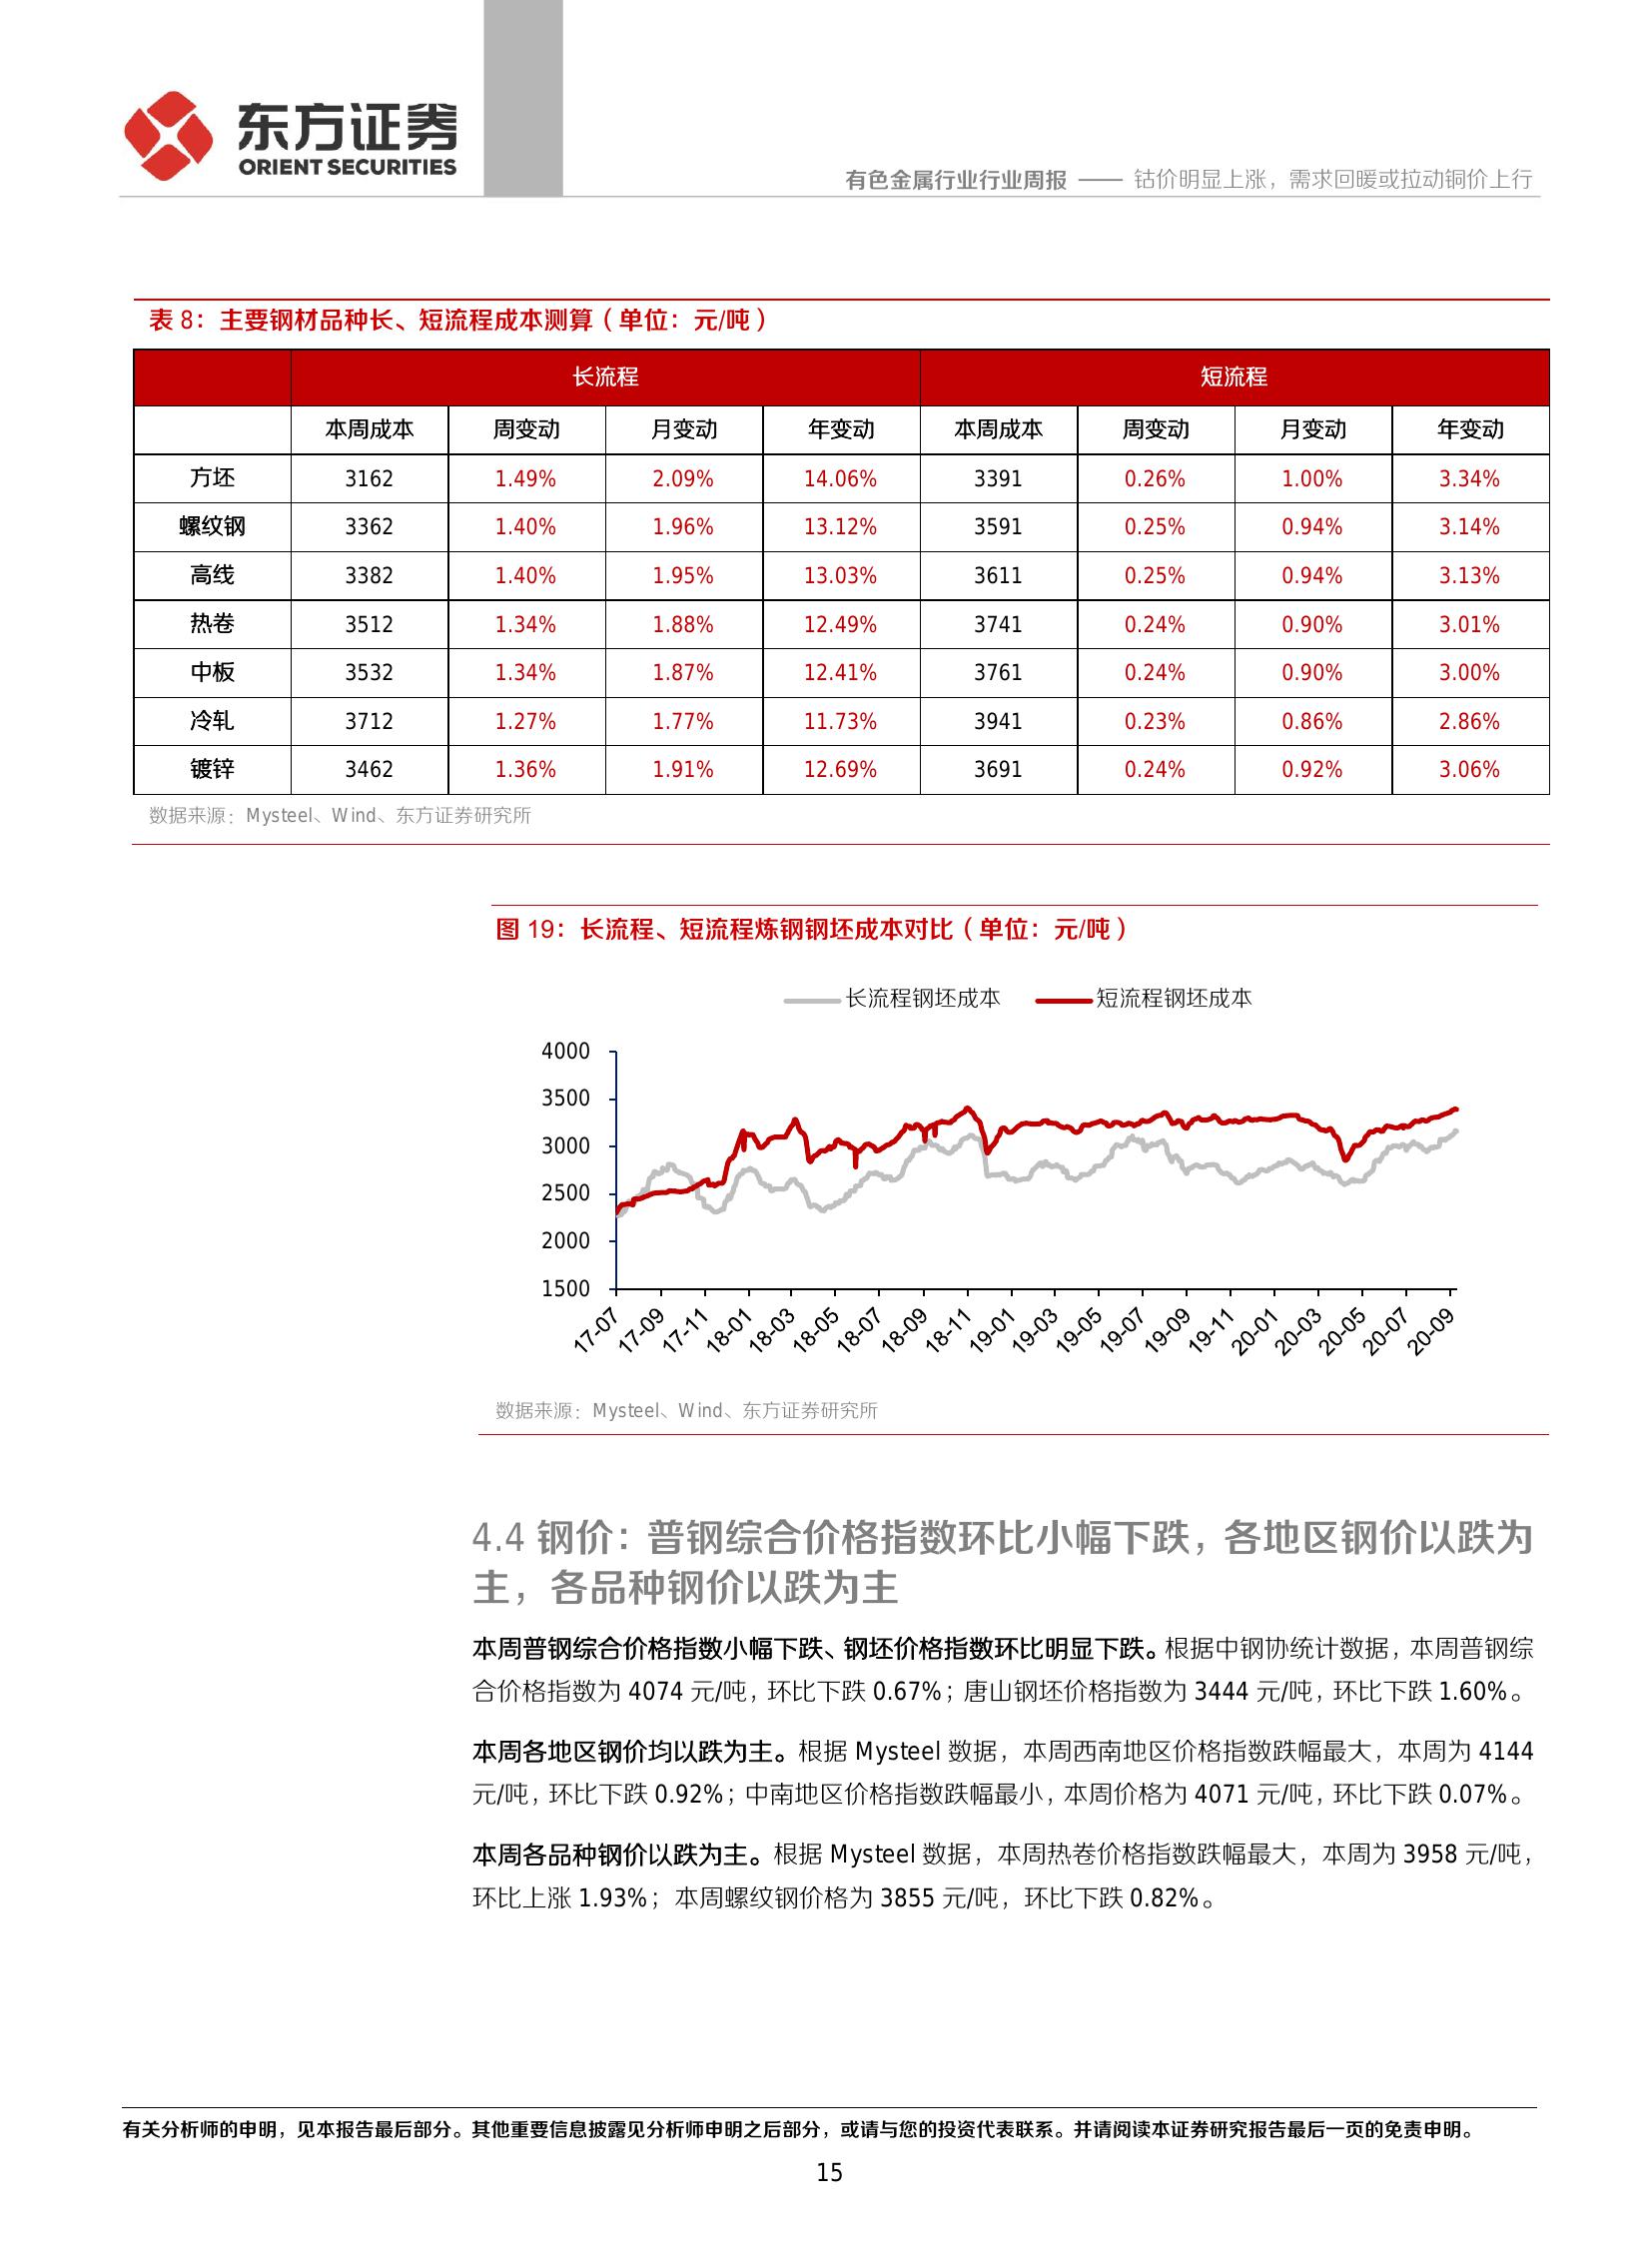 东方证券
ORIENT SECURITIES
有色金属行业行业周报 —— 钴价明显上涨，需求回暖或拉动铜价上行
表 8：主要钢材品种长、短流程成本测算（单位：元/吨）
长流程 短流程
本周成本 周变动 月变动 年变动 本周成本 周变动 月变动 年变动
方坯 3162 1.49% 2.09% 14.06% 3391 0.26% 1.00% 3.34%
螺纹钢 3362 1.40% 1.96% 13.12% 3591 0.25% 0.94% 3.14%
高线 3382 1.40% 1.95% 13.03% 3611 0.25% 0.94% 3.13%
热卷 3512 1.34% 1.88% 12.49% 3741 0.24% 0.90% 3.01%
中板 3532 1.34% 1.87% 12.41% 3761 0.24% 0.90% 3.00%
冷轧 3712 1.27% 1.77% 11.73% 3941 0.23% 0.86% 2.86%
镀锌 3462 1.36% 1.91% 12.69% 3691 0.24% 0.92% 3.06%
数据来源：Mysteel、Wind、东方证券研究所
图 19：长流程、短流程炼钢钢坯成本对比（单位：元/吨）
长流程钢坯成本 短流程钢坯成本
4000
3500
3000
2500
2000
1500
17-07 17-09 17-11 18-01 18-03 18-05 18-07 18-09 18-11 19-01 19-03 19-05 19-07 19-09 19-11 20-01 20-03 20-05 20-07 20-09
数据来源：Mysteel、Wind、东方证券研究所
4.4 钢价：普钢综合价格指数环比小幅下跌，各地区钢价以跌为
主，各品种钢价以跌为主
本周普钢综合价格指数小幅下跌、钢坯价格指数环比明显下跌。根据中钢协统计数据，本周普钢综
合价格指数为 4074 元/吨，环比下跌 0.67%；唐山钢坯价格指数为 3444 元/吨，环比下跌 1.60%。
本周各地区钢价均以跌为主。根据 Mysteel 数据，本周西南地区价格指数跌幅最大，本周为 4144
元/吨，环比下跌 0.92%；中南地区价格指数跌幅最小，本周价格为 4071 元/吨，环比下跌 0.07%。
本周各品种钢价以跌为主。根据 Mysteel 数据，本周热卷价格指数跌幅最大，本周为 3958 元/吨，
环比上涨 1.93%；本周螺纹钢价格为 3855 元/吨，环比下跌 0.82%。
有关分析师的申明，见本报告最后部分。其他重要信息披露见分析师申明之后部分，或请与您的投资代表联系。并请阅读本证券研究报告最后一页的免责申明。
15